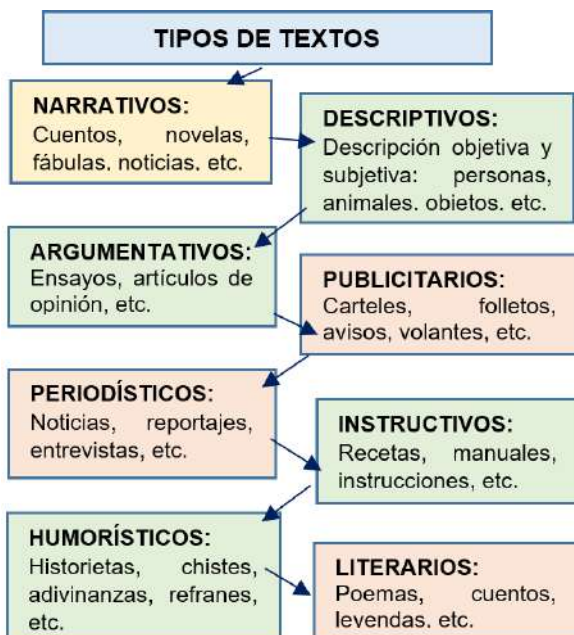 TIPOS DE TEXTOS
NARRATIVOS:
Cuentos, novelas,
fábulas, noticias, etc.
DESCRIPTIVOS:
Descripción objetiva y
subjetiva: personas,
animales, objetos, etc.
ARGUMENTATIVOS:
Ensayos, artículos de
opinión, etc.
PUBLICITARIOS:
Carteles, folletos,
avisos, volantes, etc.
PERIODÍSTICOS:
Noticias, reportajes,
entrevistas, etc.
INSTRUCTIVOS:
Recetas, manuales,
instrucciones, etc.
HUMORÍSTICOS:
Historietas, chistes,
adivinanzas, refranes,
etc.
LITERARIOS:
Poemas, cuentos,
leyendas, etc.